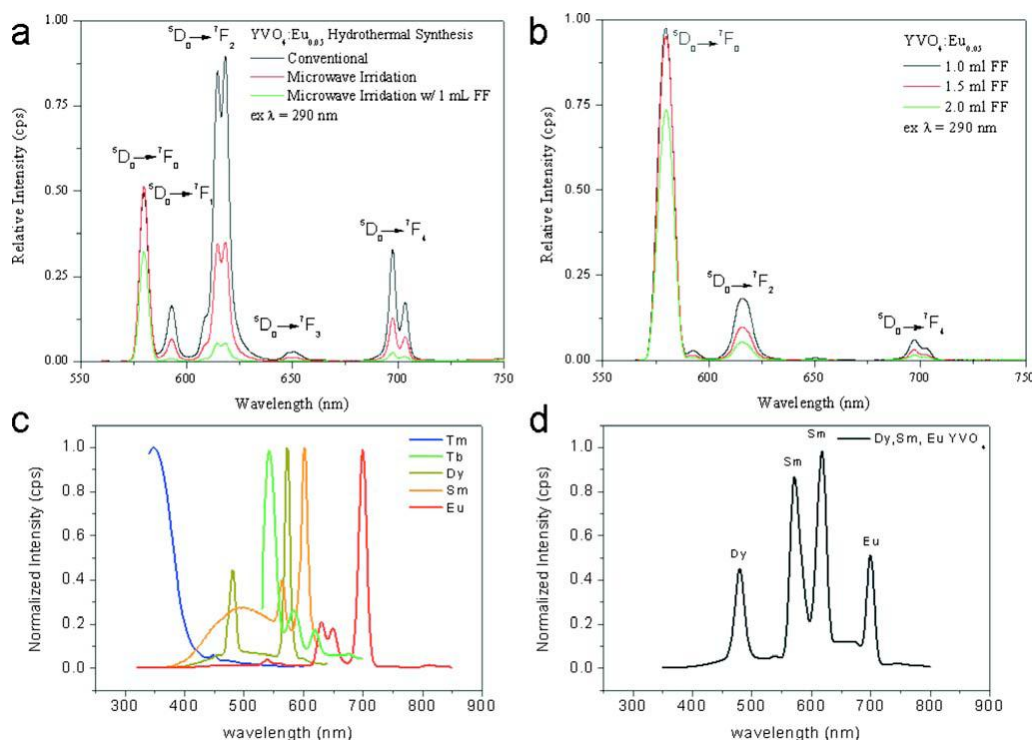 a
YVO₄:Eu₀.₀₅ Hydrothermal Synthesis
Conventional
Microwave Irridiation
Microwave Irridiation w/ 1 mL FF
ex λ = 290 nm
⁵D₀→⁷F₀
⁵D₀→⁷F₁
⁵D₀→⁷F₂
⁵D₀→⁷F₃
⁵D₀→⁷F₄
Relative Intensity (cps)
1.00
0.75
0.50
0.25
0.00
550 600 650 700 750
Wavelength (nm)
b
YVO₄:Eu₀.₀₅
1.0 ml FF
1.5 ml FF
2.0 ml FF
ex λ = 290 nm
⁵D₀→⁷F₀
⁵D₀→⁷F₂
⁵D₀→⁷F₄
Relative Intensity (cps)
1.00
0.75
0.50
0.25
0.00
550 600 650 700 750
Wavelength (nm)
c
Tm
Tb
Dy
Sm
Eu
Normalized Intensity (cps)
1.0
0.8
0.6
0.4
0.2
0.0
300 400 500 600 700 800 900
wavelength (nm)
d
Dy,Sm, Eu YVO₄
Dy
Sm
Sm
Eu
Normalized Intensity (cps)
1.0
0.8
0.6
0.4
0.2
0.0
300 400 500 600 700 800 900
wavelength (nm)